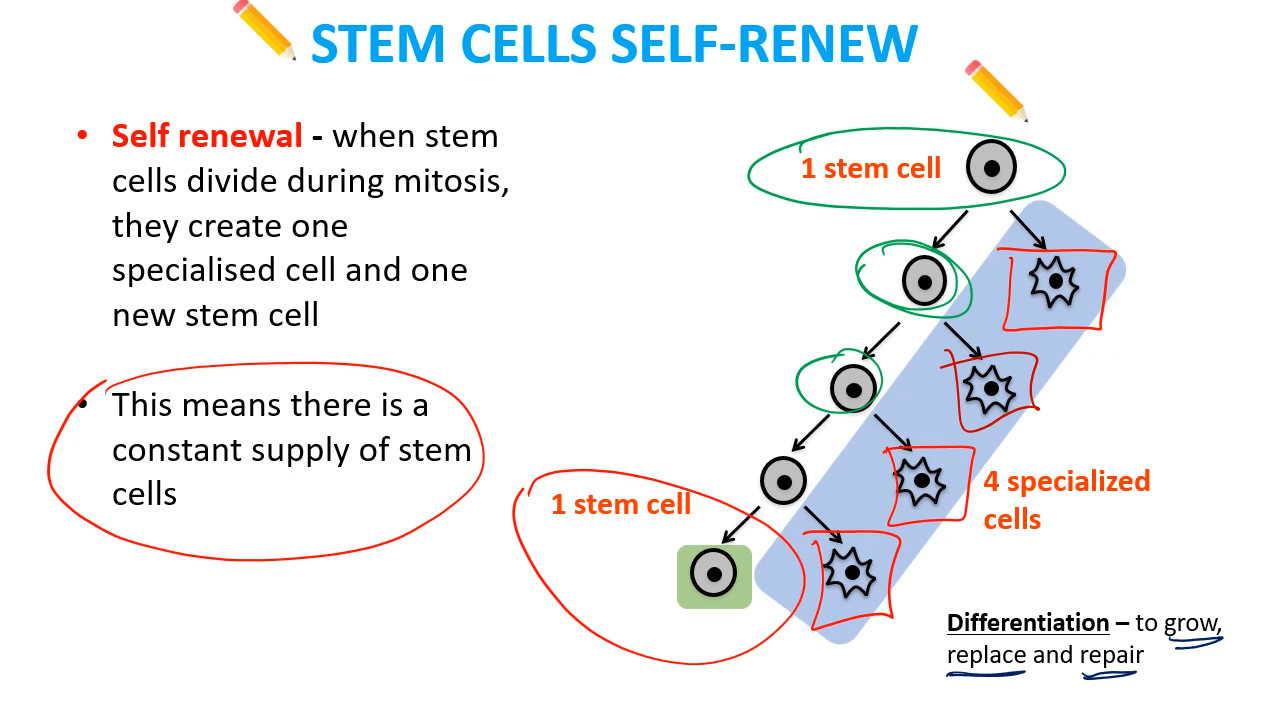 STEM CELLS SELF-RENEW
• Self renewal - when stem
cells divide during mitosis,
they create one
specialised cell and one
new stem cell
• This means there is a
constant supply of stem
cells
1 stem cell
4 specialized
cells
1 stem cell
Differentiation – to grow,
replace and repair